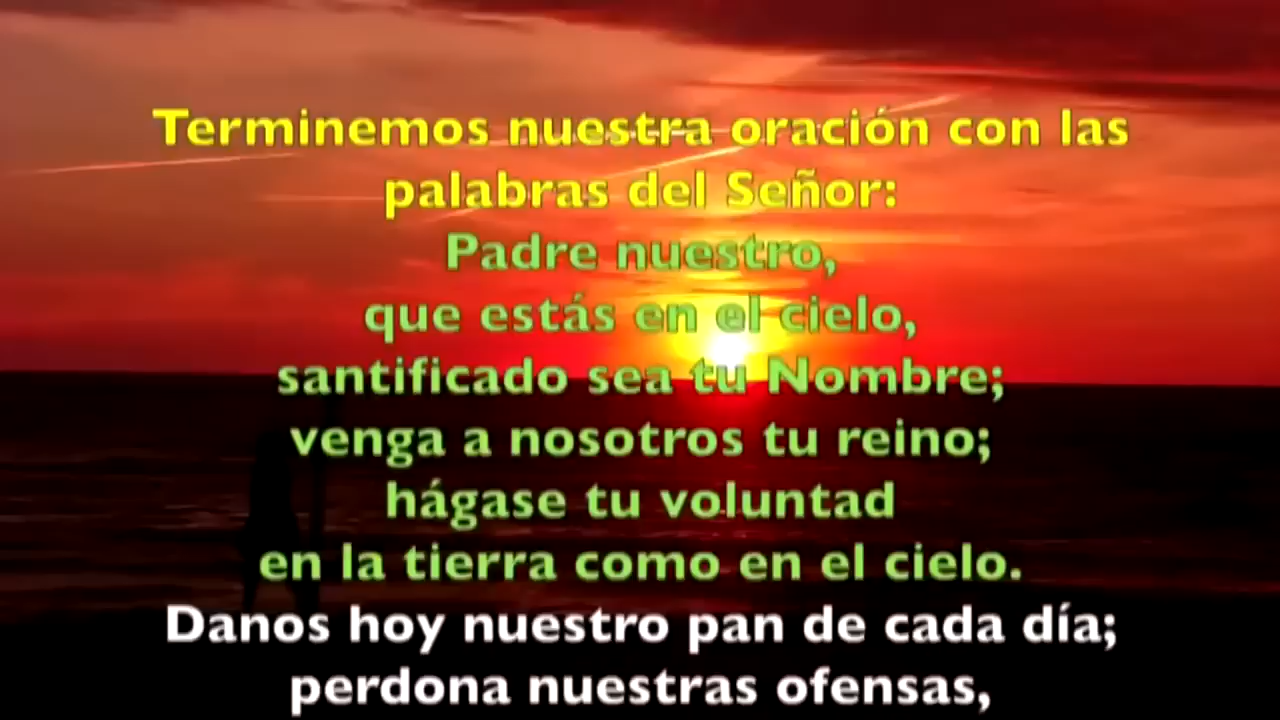 Terminemos nuestra oración con las
palabras del Señor:
Padre nuestro,
que estás en el cielo,
santificado sea tu Nombre;
venga a nosotros tu reino;
hágase tu voluntad
en la tierra como en el cielo.
Danos hoy nuestro pan de cada día;
perdona nuestras ofensas,